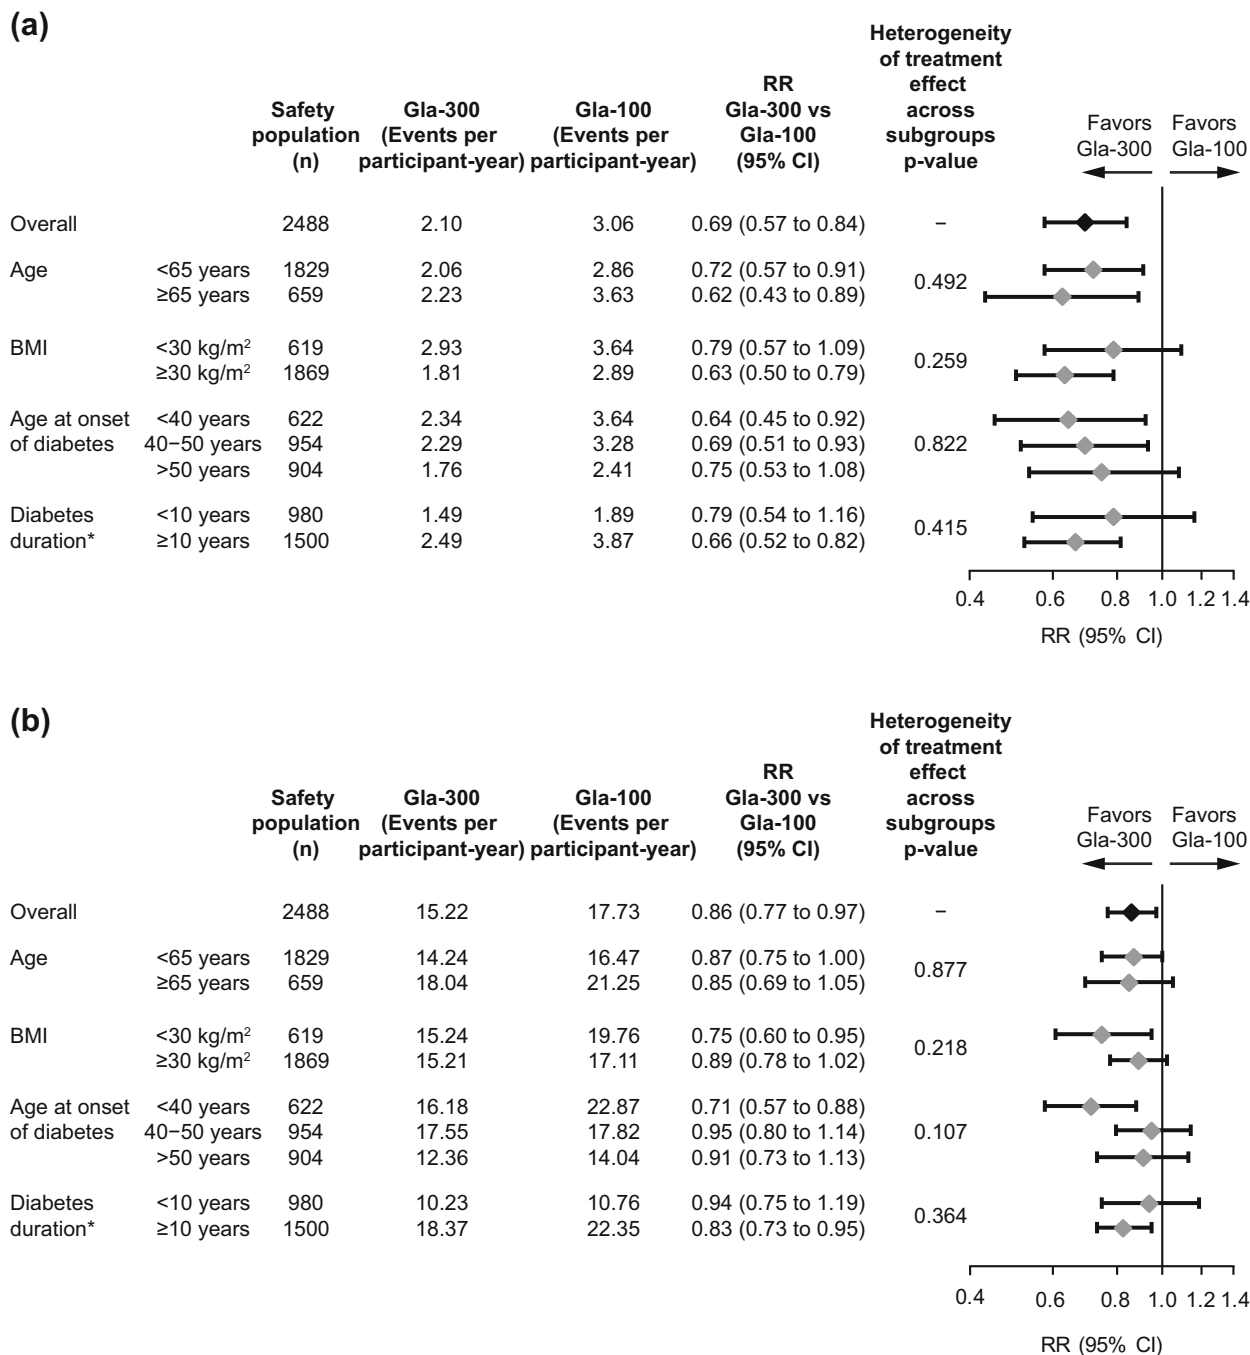 (a)
Heterogeneity
of treatment
effect
across
subgroups
p-value
RR
Gla-300 vs
Gla-100
(95% CI)
Safety
population
(n)
Gla-300
(Events per
participant-year)
Gla-100
(Events per
participant-year)
Favors
Gla-300
Favors
Gla-100
Overall 2488 2.10 3.06 0.69 (0.57 to 0.84) –
Age <65 years 1829 2.06 2.86 0.72 (0.57 to 0.91)
0.492
≥65 years 659 2.23 3.63 0.62 (0.43 to 0.89)
BMI <30 kg/m² 619 2.93 3.64 0.79 (0.57 to 1.09)
0.259
≥30 kg/m² 1869 1.81 2.89 0.63 (0.50 to 0.79)
Age at onset <40 years 622 2.34 3.64 0.64 (0.45 to 0.92)
of diabetes 40–50 years 954 2.29 3.28 0.69 (0.51 to 0.93) 0.822
>50 years 904 1.76 2.41 0.75 (0.53 to 1.08)
Diabetes <10 years 980 1.49 1.89 0.79 (0.54 to 1.16)
0.415
duration* ≥10 years 1500 2.49 3.87 0.66 (0.52 to 0.82)
0.4 0.6 0.8 1.0 1.2 1.4
RR (95% CI)
(b)
Heterogeneity
of treatment
effect
across
subgroups
p-value
RR
Gla-300 vs
Gla-100
(95% CI)
Safety
population
(n)
Gla-300
(Events per
participant-year)
Gla-100
(Events per
participant-year)
Favors
Gla-300
Favors
Gla-100
Overall 2488 15.22 17.73 0.86 (0.77 to 0.97) –
Age <65 years 1829 14.24 16.47 0.87 (0.75 to 1.00)
0.877
≥65 years 659 18.04 21.25 0.85 (0.69 to 1.05)
BMI <30 kg/m² 619 15.24 19.76 0.75 (0.60 to 0.95)
0.218
≥30 kg/m² 1869 15.21 17.11 0.89 (0.78 to 1.02)
Age at onset <40 years 622 16.18 22.87 0.71 (0.57 to 0.88)
of diabetes 40–50 years 954 17.55 17.82 0.95 (0.80 to 1.14) 0.107
>50 years 904 12.36 14.04 0.91 (0.73 to 1.13)
Diabetes <10 years 980 10.23 10.76 0.94 (0.75 to 1.19)
0.364
duration* ≥10 years 1500 18.37 22.35 0.83 (0.73 to 0.95)
0.4 0.6 0.8 1.0 1.2 1.4
RR (95% CI)